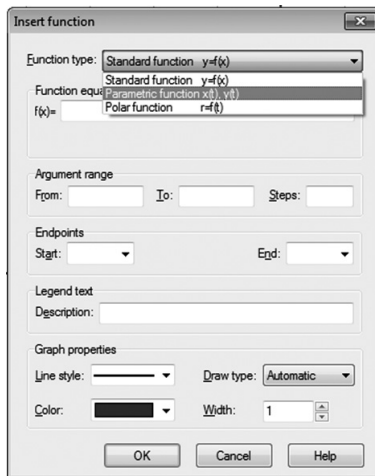 Insert function
Function type: Standard function y=f(x)
Standard function y=f(x)
Parametric function x(t), y(t)
Polar function r=f(t)
Function equa
f(x)=
Argument range
From: To: Steps:
Endpoints
Start: End:
Legend text
Description:
Graph properties
Line style: Draw type: Automatic
Color: Width: 1
OK Cancel Help